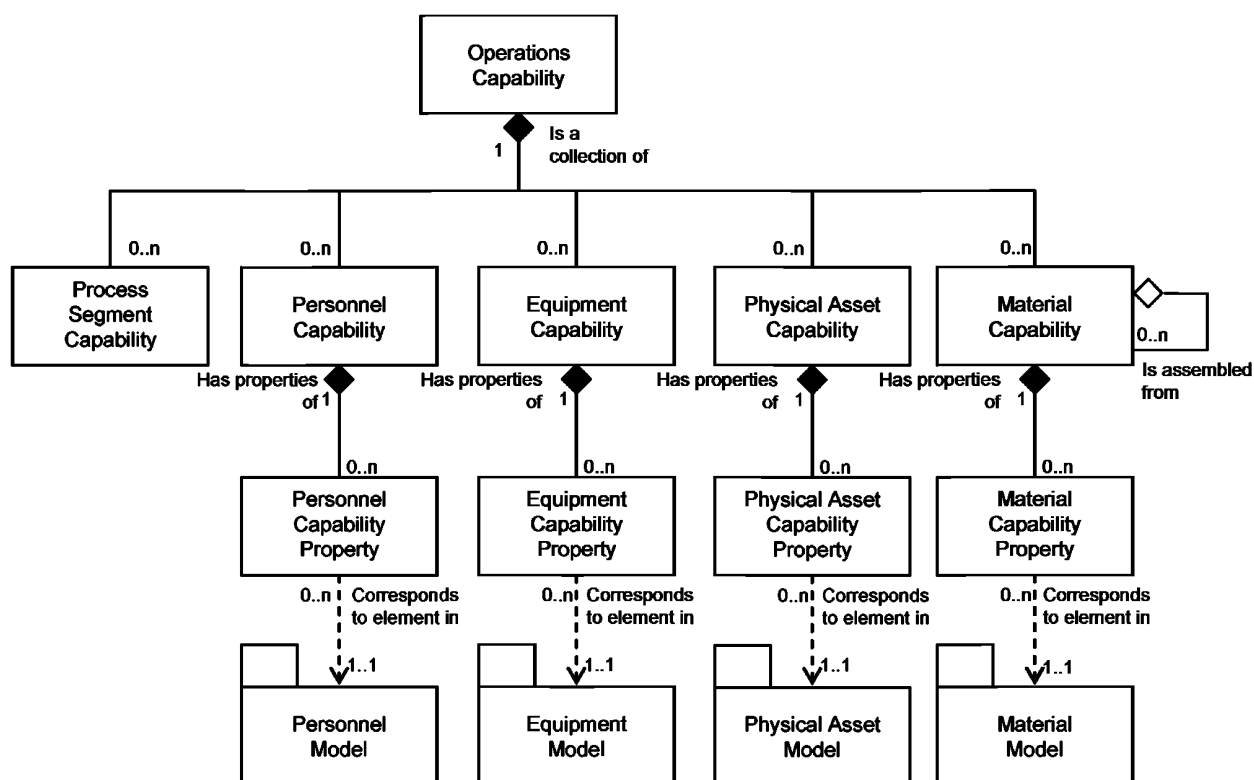 Operations
Capability
1
Is a
collection of
0..n
0..n
0..n
0..n
0..n
Process
Segment
Capability
Personnel
Capability
Equipment
Capability
Physical Asset
Capability
Material
Capability
0..n
Is assembled
from
Has properties
of 1
Has properties
of 1
Has properties
of 1
Has properties
of 1
0..n
0..n
0..n
0..n
Personnel
Capability
Property
Equipment
Capability
Property
Physical Asset
Capability
Property
Material
Capability
Property
0..n
Corresponds
to element in
0..n
Corresponds
to element in
0..n
Corresponds
to element in
0..n
Corresponds
to element in
1..1
1..1
1..1
1..1
Personnel
Model
Equipment
Model
Physical Asset
Model
Material
Model